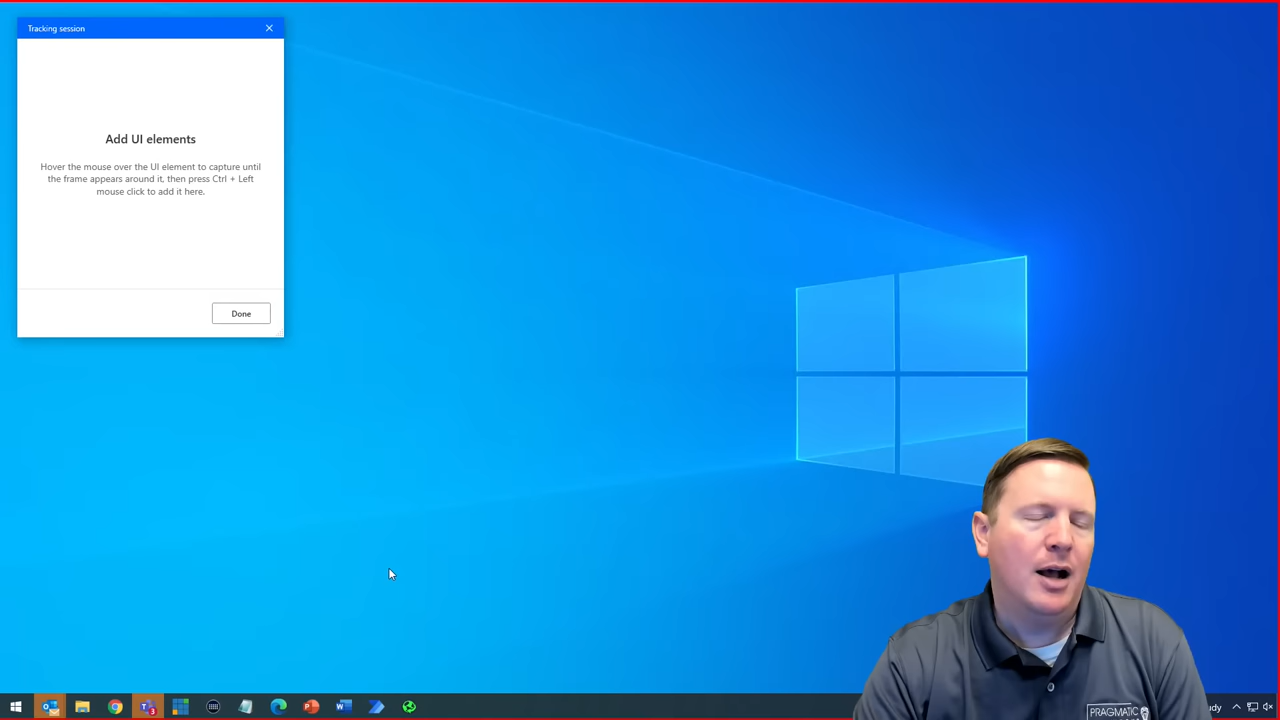 Tracking session
Add UI elements
Hover the mouse over the UI element to capture until
the frame appears around it, then press Ctrl + Left
mouse click to add it here.
Done
3
PRAGMATIC